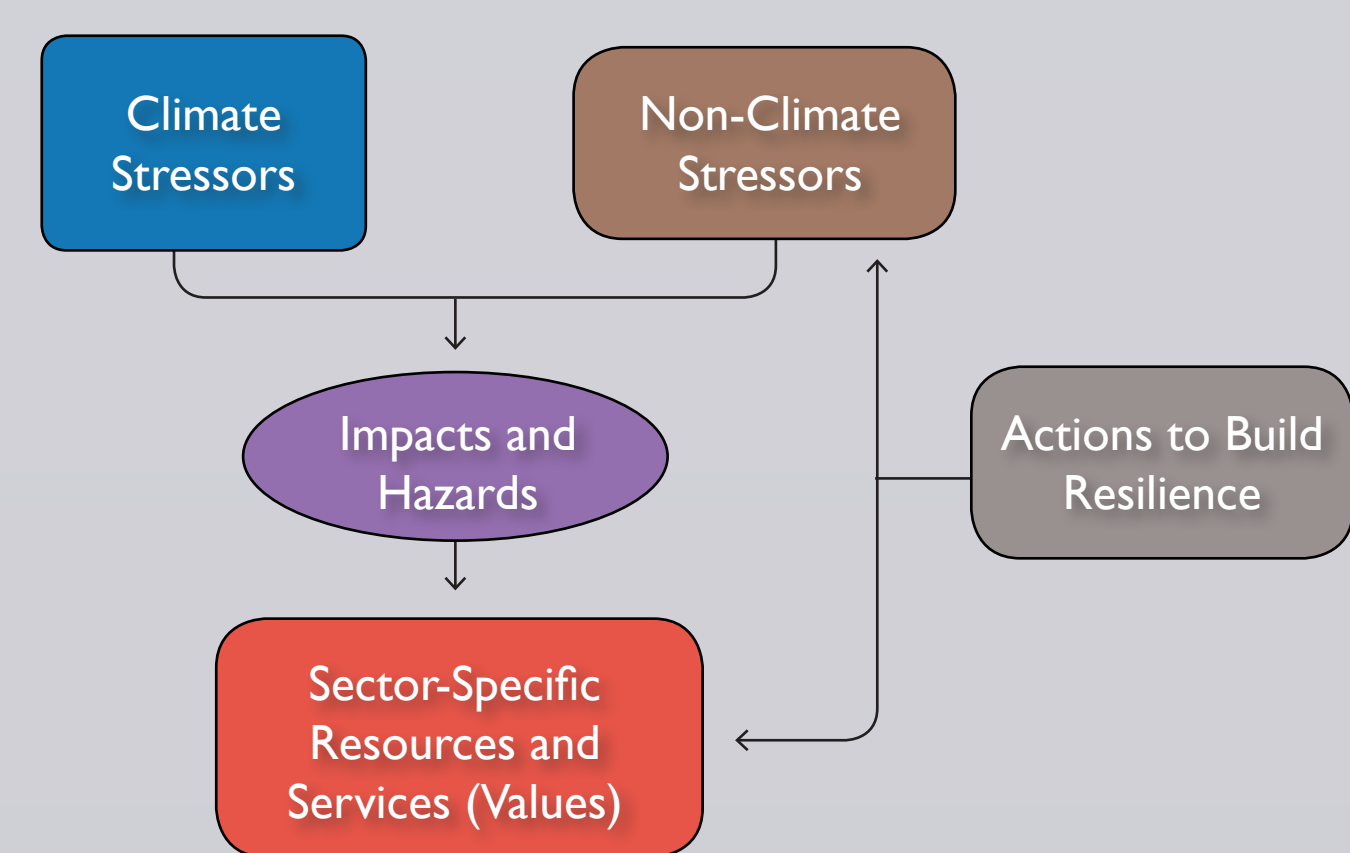 Climate
Stressors
Non-Climate
Stressors
Impacts and
Hazards
Actions to Build
Resilience
Sector-Specific
Resources and
Services (Values)